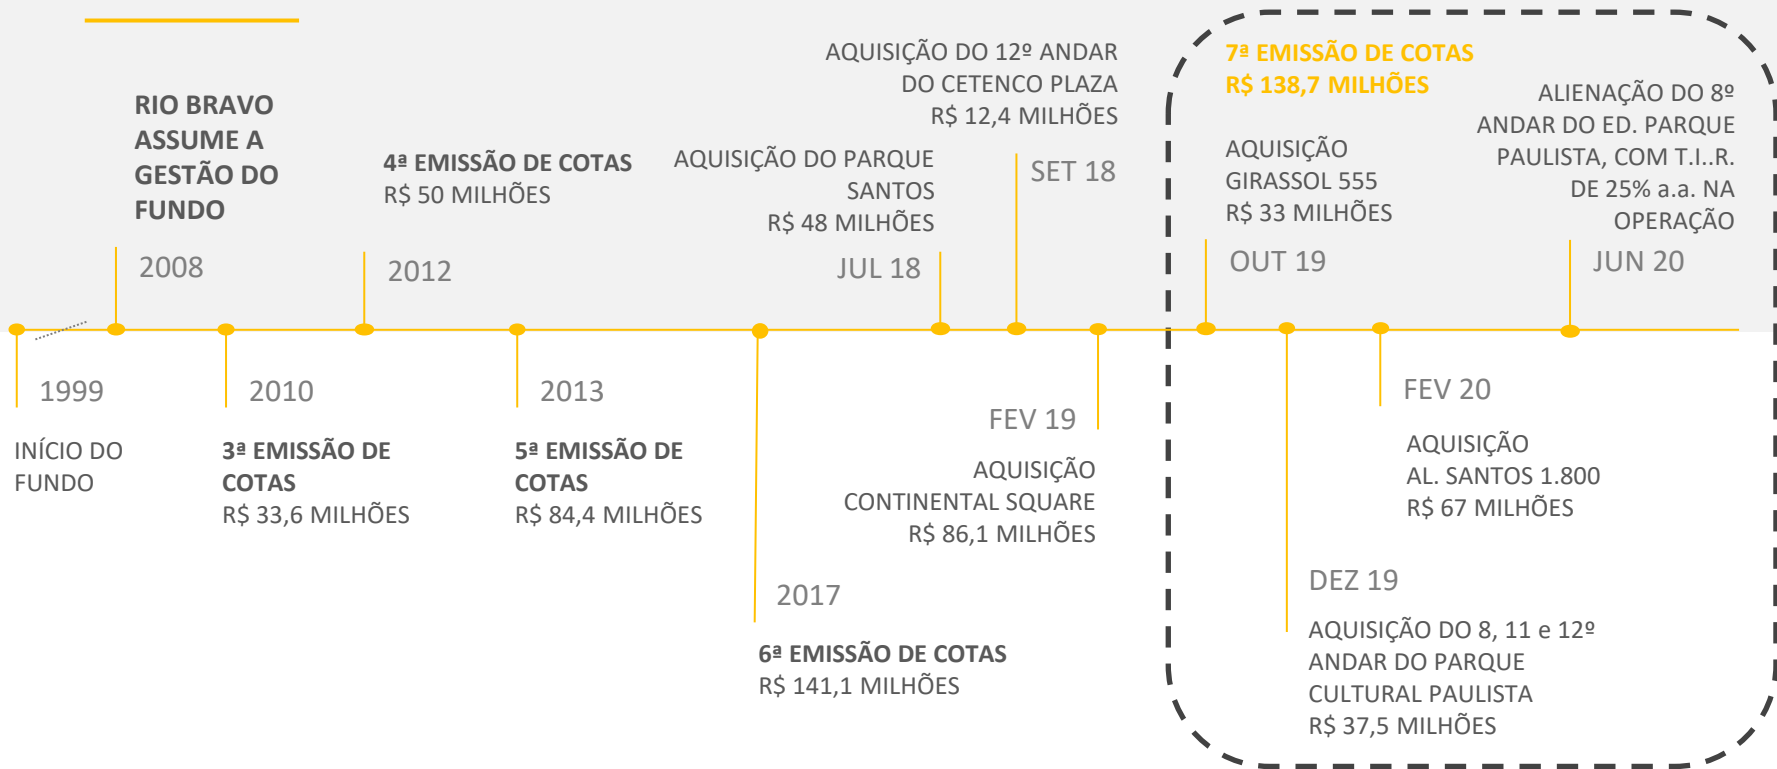 RIO BRAVO
ASSUME A
GESTÃO DO
FUNDO
2008
4ª EMISSÃO DE COTAS
R$ 50 MILHÕES
2012
AQUISIÇÃO DO PARQUE
SANTOS
R$ 48 MILHÕES
JUL 18
AQUISIÇÃO DO 12º ANDAR
DO CETENCO PLAZA
R$ 12,4 MILHÕES
SET 18
7ª EMISSÃO DE COTAS
R$ 138,7 MILHÕES
AQUISIÇÃO
GIRASSOL 555
R$ 33 MILHÕES
OUT 19
ALIENAÇÃO DO 8º
ANDAR DO ED. PARQUE
PAULISTA, COM T.I..R.
DE 25% a.a. NA
OPERAÇÃO
JUN 20
1999
INÍCIO DO
FUNDO
2010
3ª EMISSÃO DE
COTAS
R$ 33,6 MILHÕES
2013
5ª EMISSÃO DE
COTAS
R$ 84,4 MILHÕES
2017
6ª EMISSÃO DE COTAS
R$ 141,1 MILHÕES
FEV 19
AQUISIÇÃO
CONTINENTAL SQUARE
R$ 86,1 MILHÕES
DEZ 19
AQUISIÇÃO DO 8, 11 e 12º
ANDAR DO PARQUE
CULTURAL PAULISTA
R$ 37,5 MILHÕES
FEV 20
AQUISIÇÃO
AL. SANTOS 1.800
R$ 67 MILHÕES